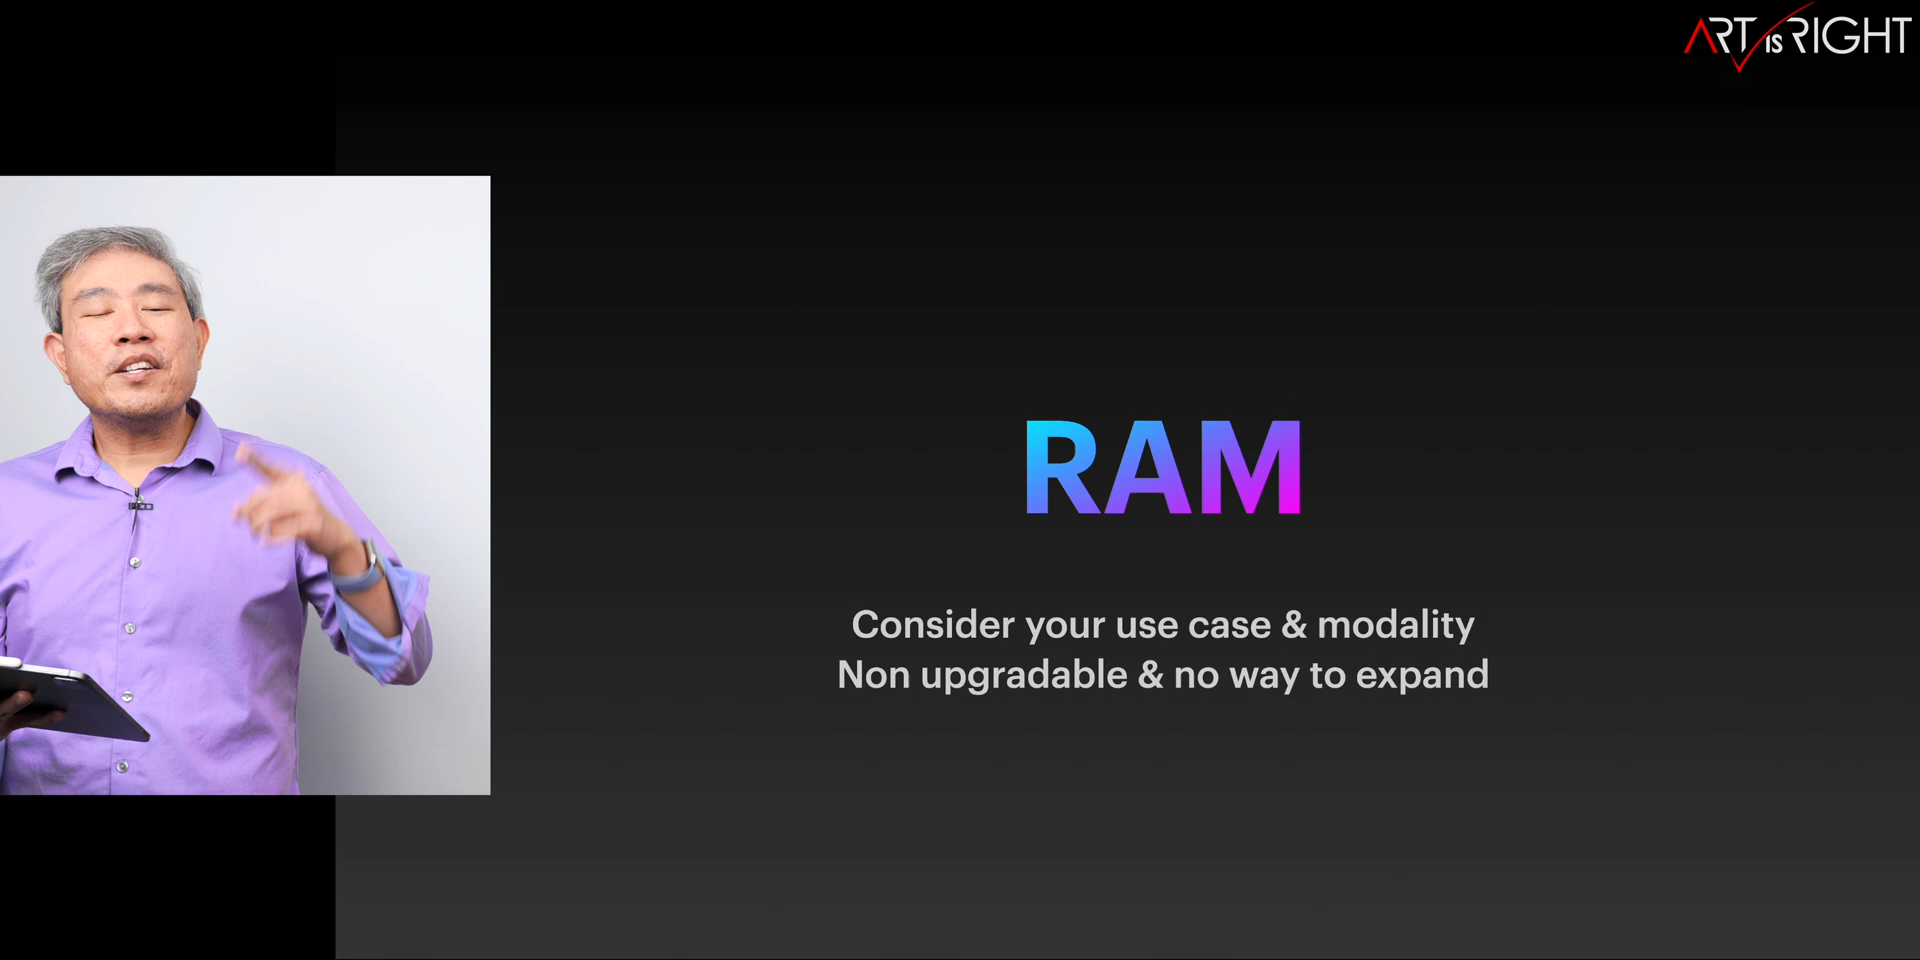 ART IS RIGHT
RAM
Consider your use case & modality
Non upgradable & no way to expand